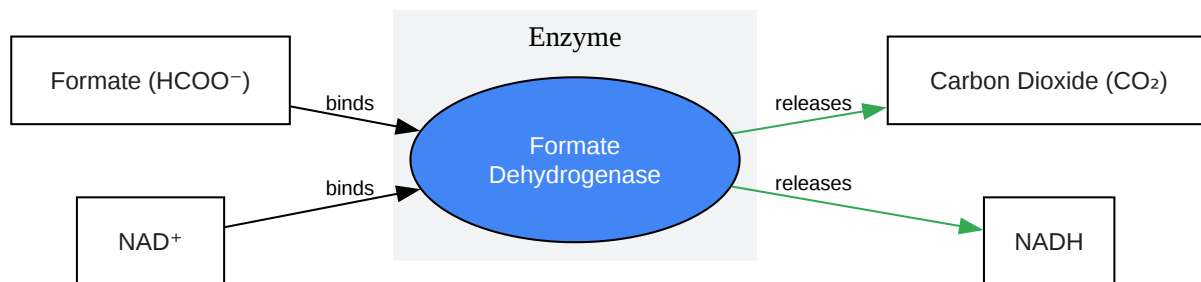 Enzyme
Formate (HCOO⁻)
binds
releases
Carbon Dioxide (CO₂)
Formate
Dehydrogenase
binds
releases
NAD⁺
NADH